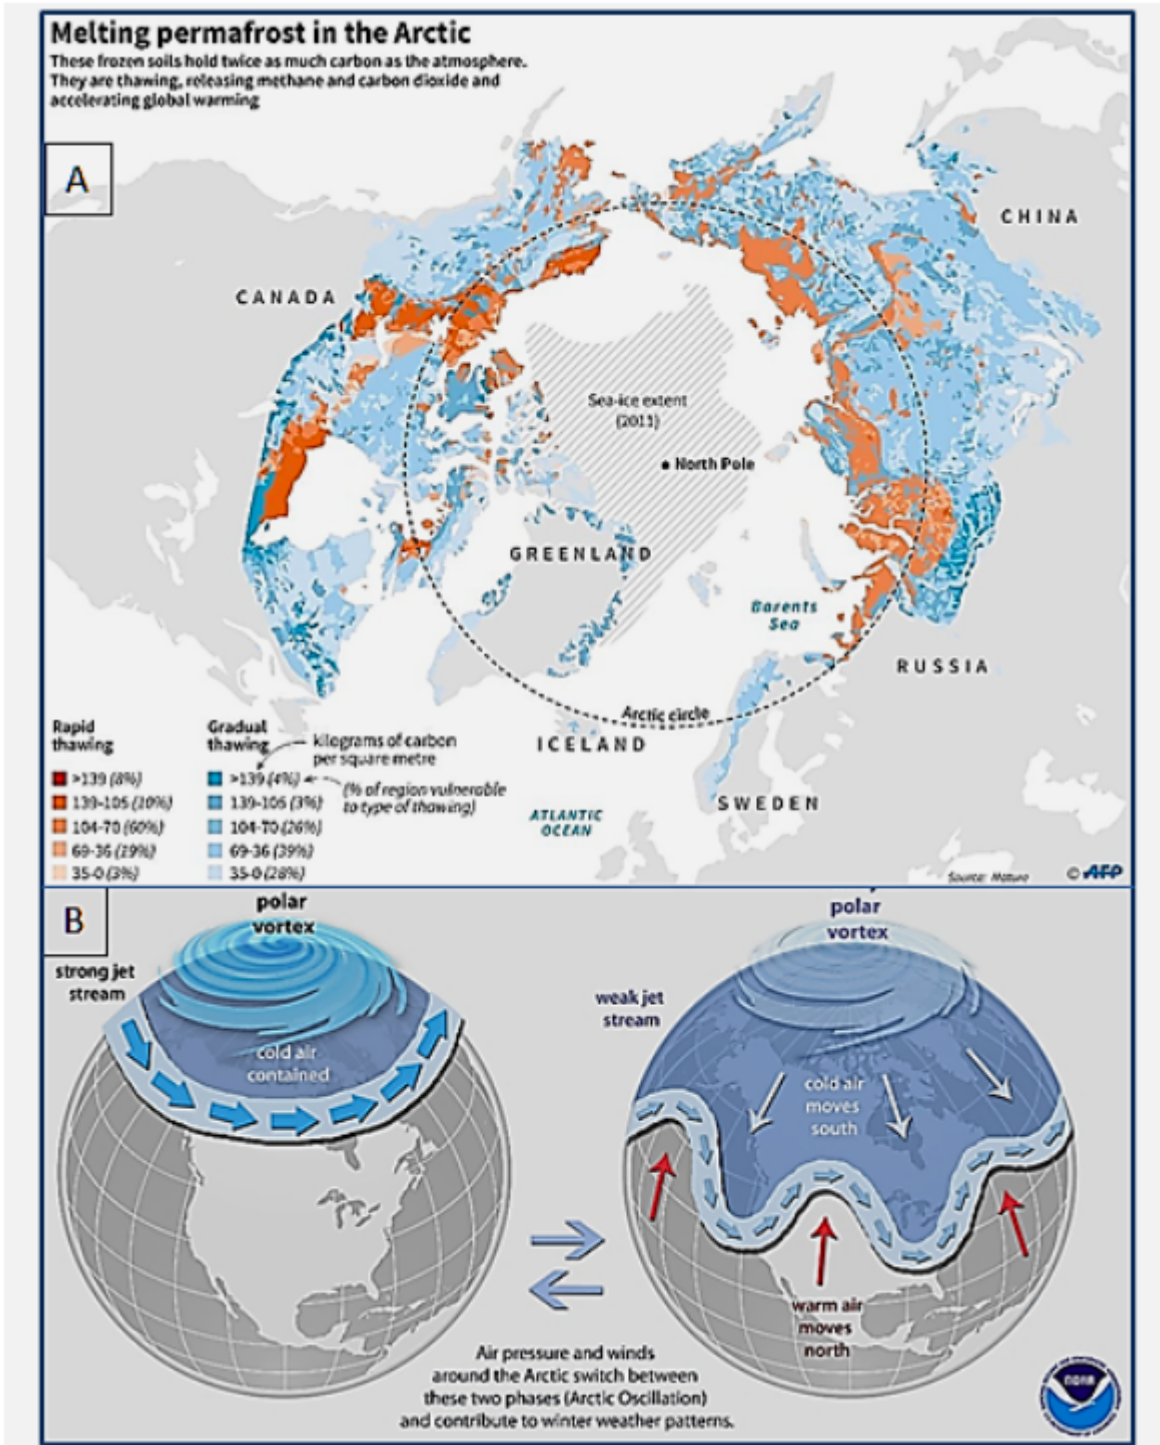 Melting permafrost in the Arctic
These frozen soils hold twice as much carbon as the atmosphere.
They are thawing, releasing methane and carbon dioxide and
accelerating global warming
A
CHINA
CANADA
Sea-ice extent
(2011)
North Pole
GREENLAND
Barents
Sea
RUSSIA
Arctic circle
ICELAND
SWEDEN
ATLANTIC
OCEAN
Rapid
thawing
>139 (8%)
139-105 (10%)
104-70 (60%)
69-36 (19%)
35-0 (3%)
Gradual
thawing
>139 (4%)
139-105 (3%)
104-70 (26%)
69-36 (39%)
35-0 (28%)
kilograms of carbon
per square metre
(% of region vulnerable
to type of thawing)
Source: Nature
© AFP
B
polar
vortex
strong jet
stream
cold air
contained
polar
vortex
weak jet
stream
cold air
moves
south
warm air
moves
north
Air pressure and winds
around the Arctic switch between
these two phases (Arctic Oscillation)
and contribute to winter weather patterns.
NOAA